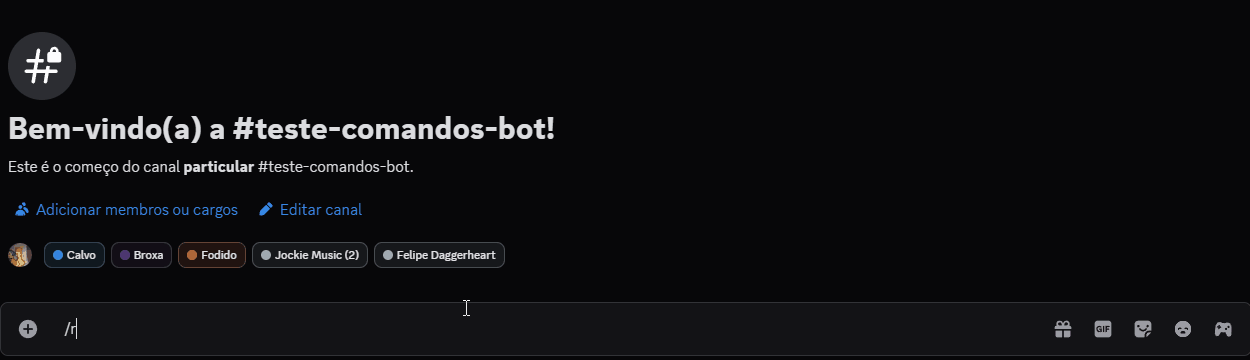 Bem-vindo(a) a #teste-comandos-bot!
Este é o começo do canal particular #teste-comandos-bot.
Adicionar membros ou cargos Editar canal
Calvo Broxa Fodido Jockie Music (2) Felipe Daggerheart
/r GIF